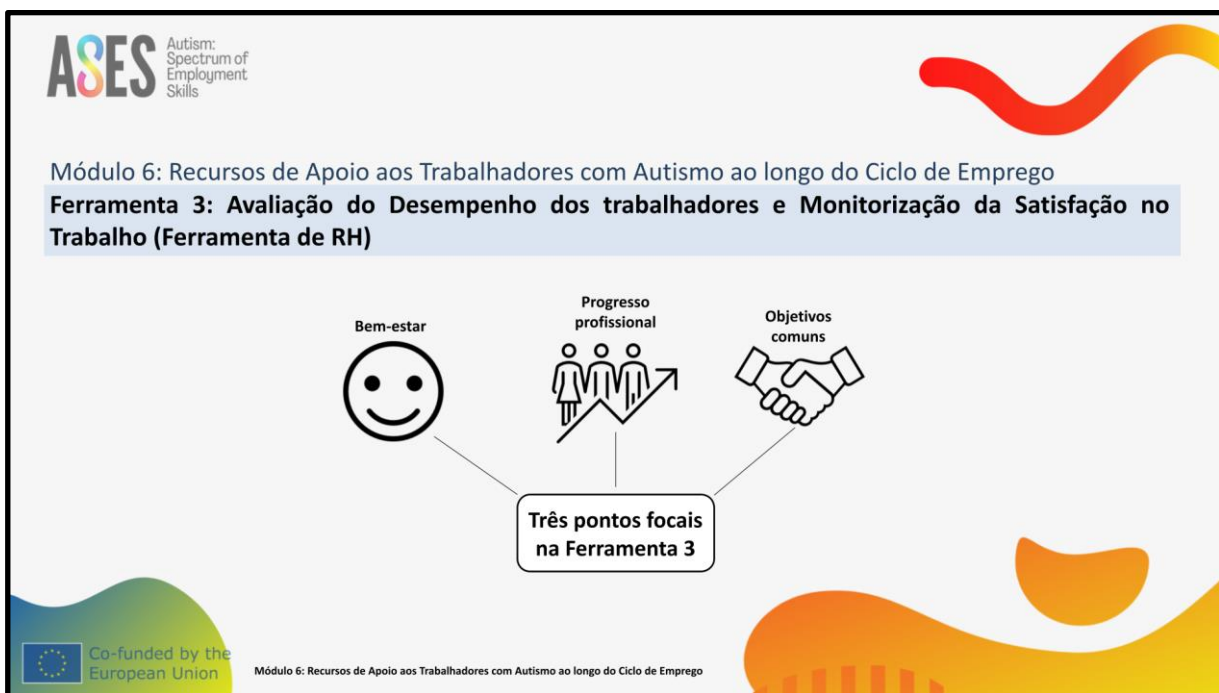 ASES
Autism:
Spectrum of
Employment
Skills
Módulo 6: Recursos de Apoio aos Trabalhadores com Autismo ao longo do Ciclo de Emprego
Ferramenta 3: Avaliação do Desempenho dos trabalhadores e Monitorização da Satisfação no
Trabalho (Ferramenta de RH)
Bem-estar
Progresso
profissional
Objetivos
comuns
Três pontos focais
na Ferramenta 3
Co-funded by the
European Union
Módulo 6: Recursos de Apoio aos Trabalhadores com Autismo ao longo do Ciclo de Emprego